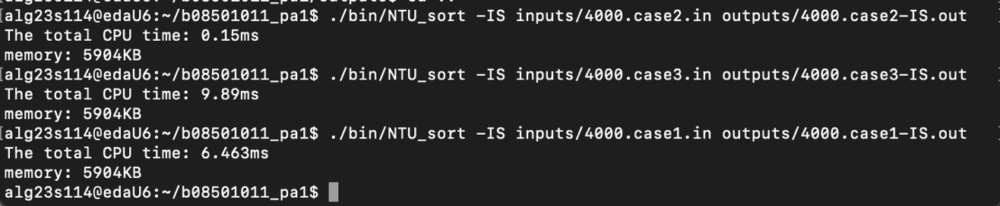 [alg23s114@edaU6:~/b08501011_pa1$ ./bin/NTU_sort -IS inputs/4000.case2.in outputs/4000.case2-IS.out
The total CPU time: 0.15ms
memory: 5904KB
[alg23s114@edaU6:~/b08501011_pa1$ ./bin/NTU_sort -IS inputs/4000.case3.in outputs/4000.case3-IS.out
The total CPU time: 9.89ms
memory: 5904KB
[alg23s114@edaU6:~/b08501011_pa1$ ./bin/NTU_sort -IS inputs/4000.case1.in outputs/4000.case1-IS.out
The total CPU time: 6.463ms
memory: 5904KB
alg23s114@edaU6:~/b08501011_pa1$